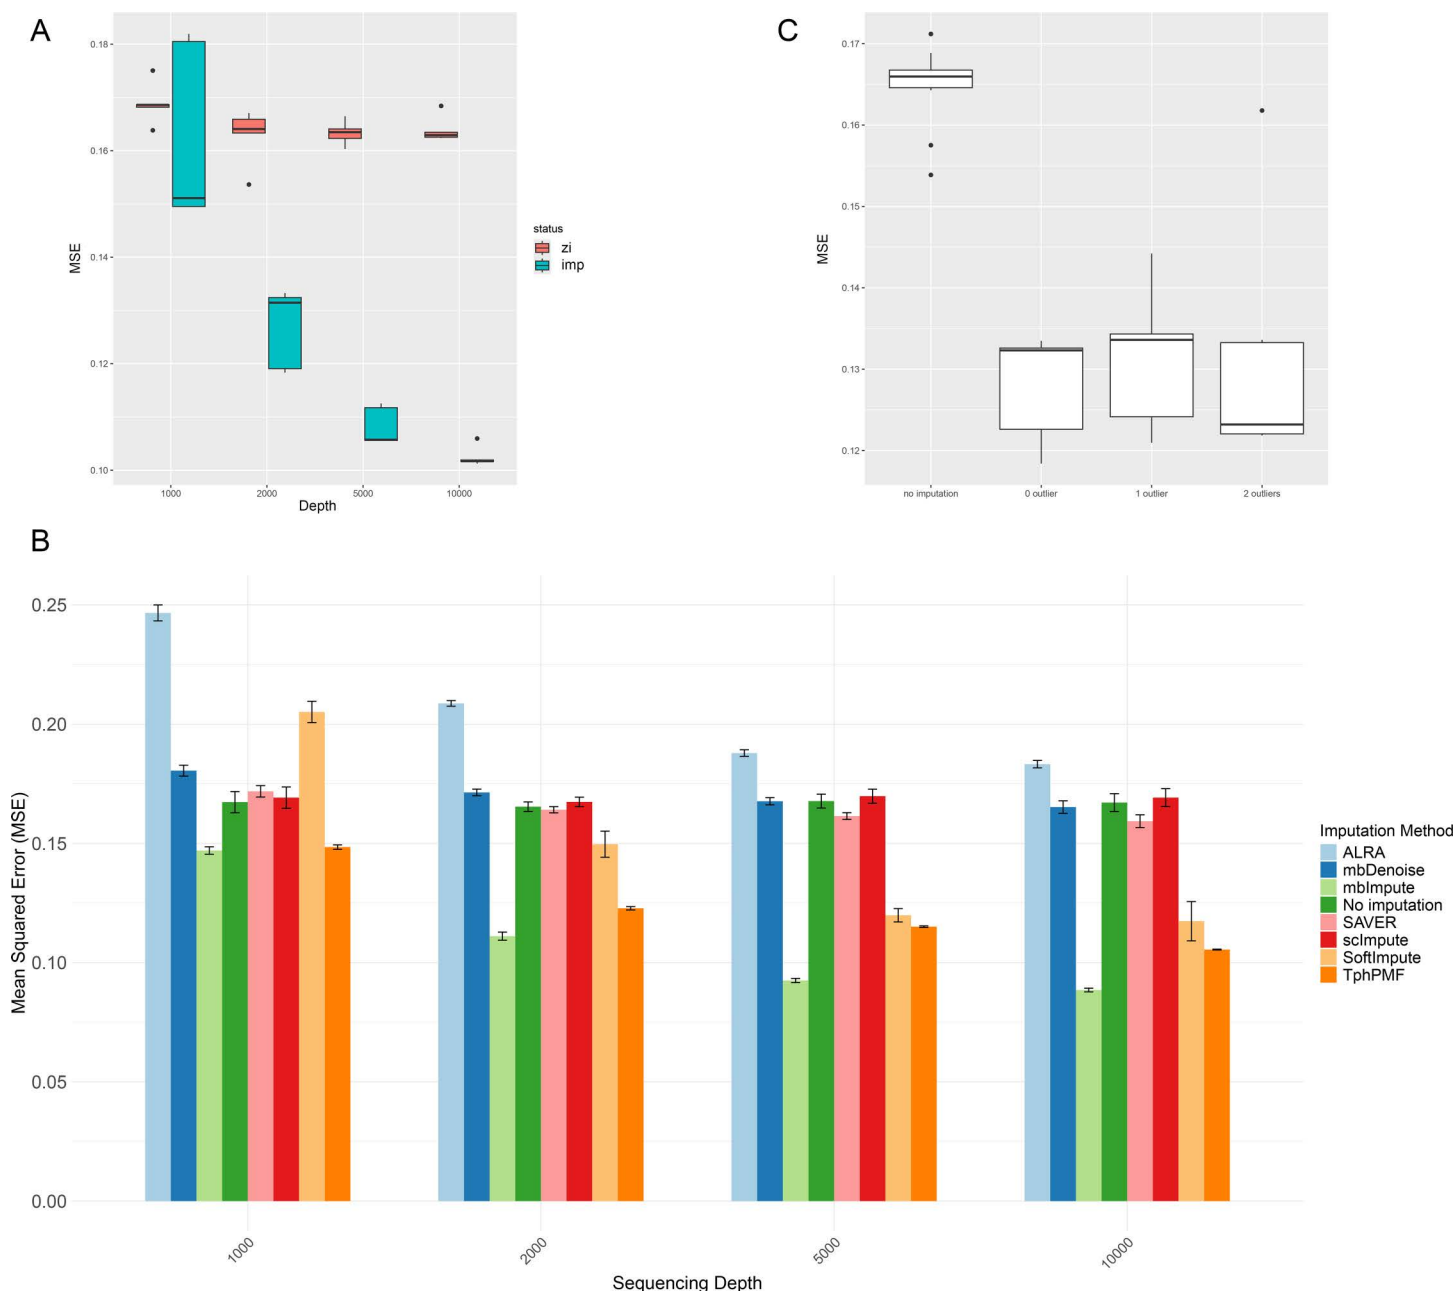 A
0.18
0.16
0.14
0.12
0.10
MSE
1000
2000
5000
10000
Depth
status
zi
imp
C
0.17
0.16
0.15
0.14
0.13
0.12
MSE
no imputation
0 outlier
1 outlier
2 outliers
B
0.25
0.20
0.15
0.10
0.05
0.00
Mean Squared Error (MSE)
1000
2000
5000
10000
Sequencing Depth
Imputation Method
ALRA
mbDenoise
mbImpute
No imputation
SAVER
scImpute
SoftImpute
TphPMF